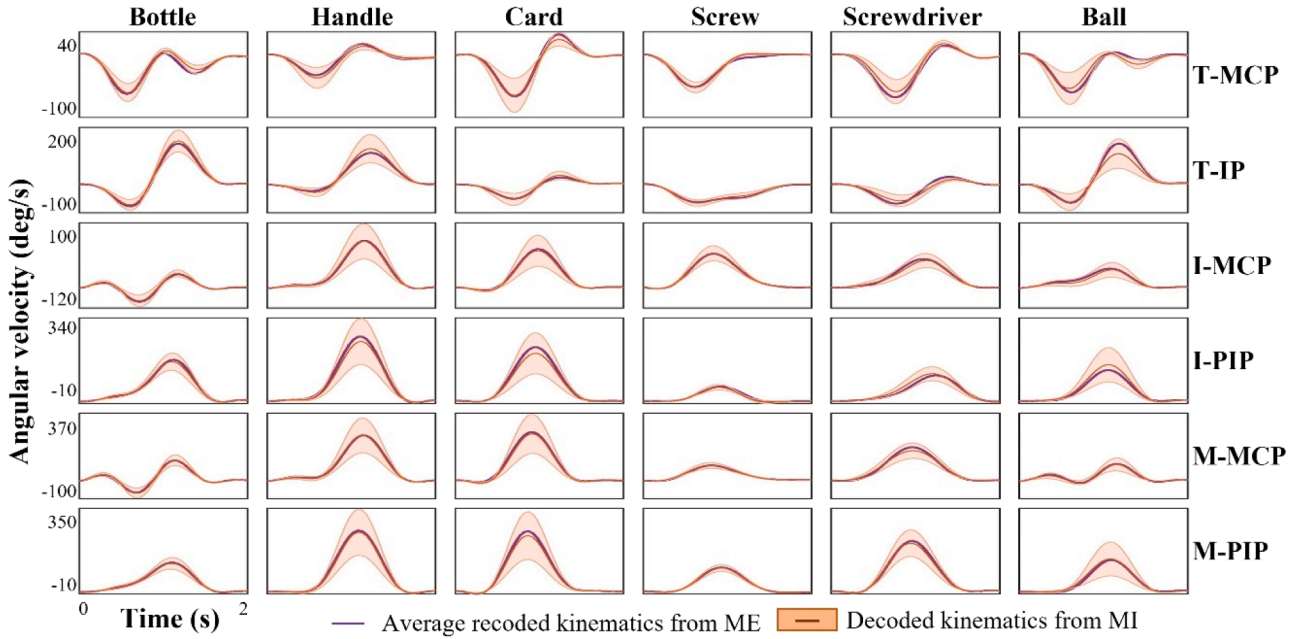 Bottle Handle Card Screw Screwdriver Ball
40
-100
T-MCP
200
-100
T-IP
100
-120
I-MCP
340
-10
I-PIP
370
-100
M-MCP
350
-10
M-PIP
Angular velocity (deg/s)
0 2
Time (s)
Average recoded kinematics from ME Decoded kinematics from MI